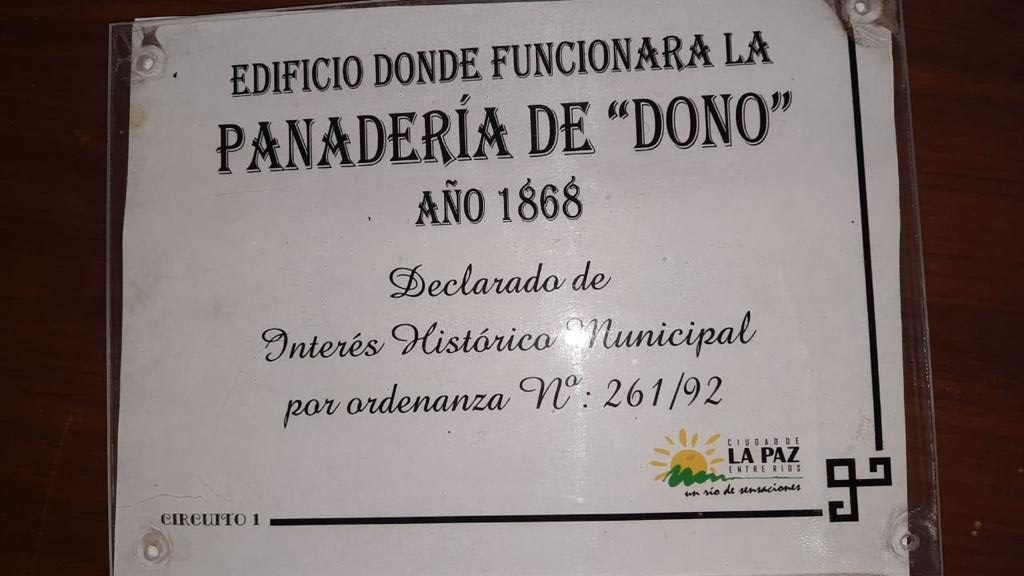 EDIFICIO DONDE FUNCIONARA LA
PANADERÍA DE “DONO”
AÑO 1868
Declarado de
Interés Histórico Municipal
por ordenanza Nº: 261/92
CIUDAD DE
LA PAZ
ENTRE RIOS
un río de sensaciones
CIRCUITO 1